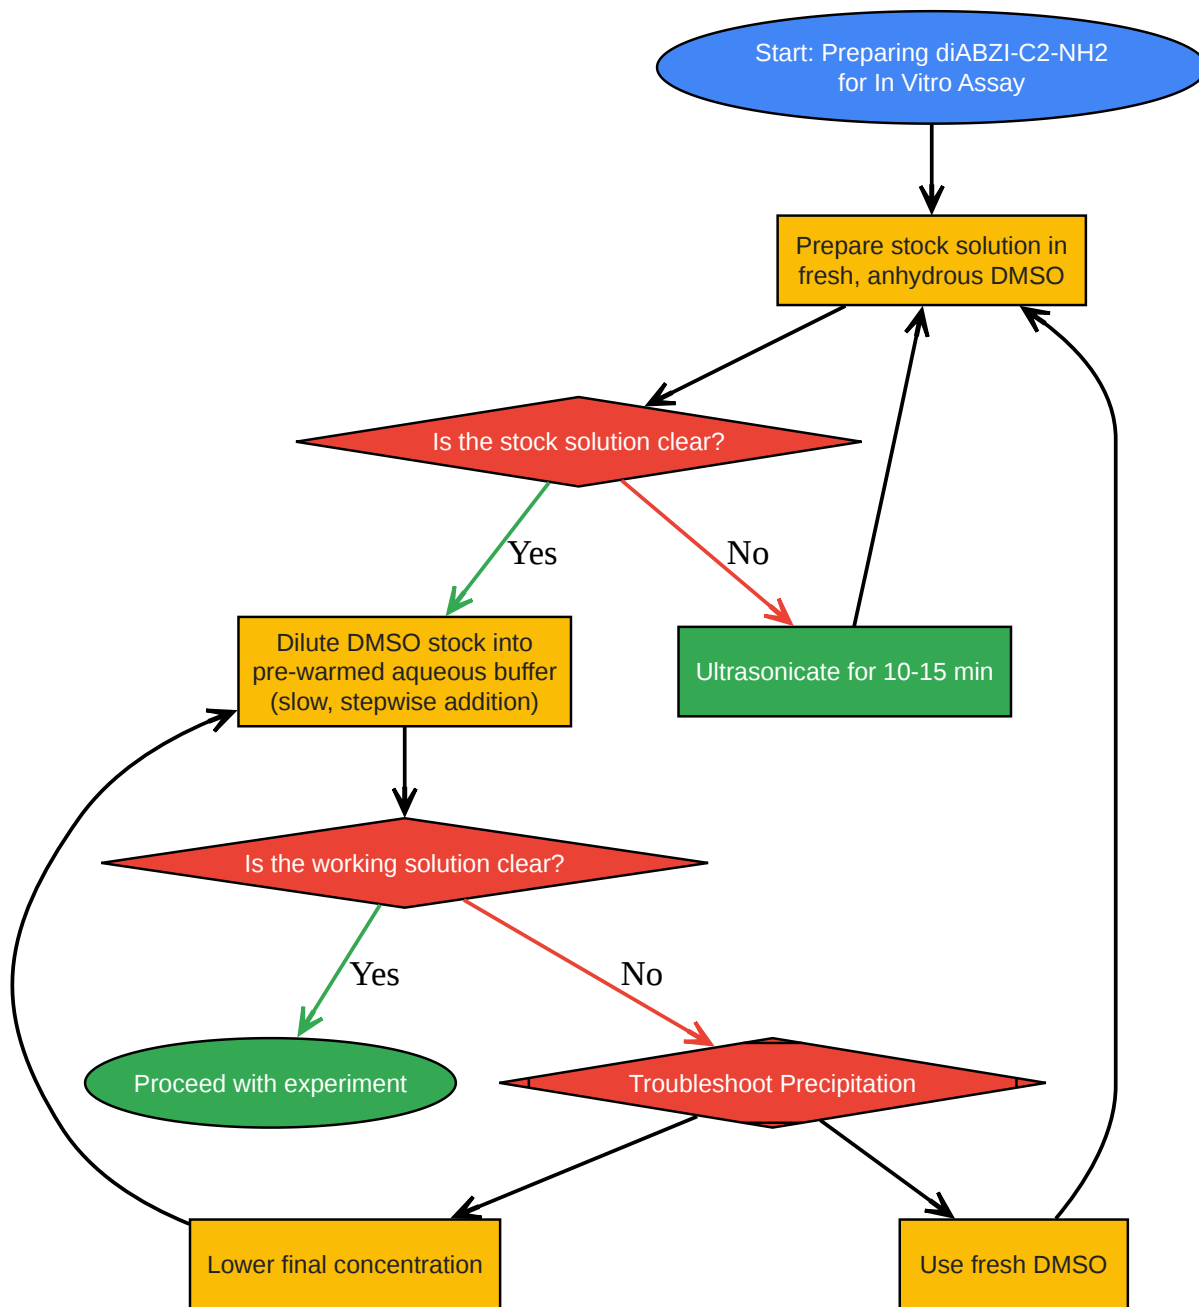 Start: Preparing diABZI-C2-NH2
for In Vitro Assay
Prepare stock solution in
fresh, anhydrous DMSO
Is the stock solution clear?
Yes
No
Dilute DMSO stock into
pre-warmed aqueous buffer
(slow, stepwise addition)
Ultrasonicate for 10-15 min
Is the working solution clear?
Yes
No
Proceed with experiment
Troubleshoot Precipitation
Lower final concentration
Use fresh DMSO